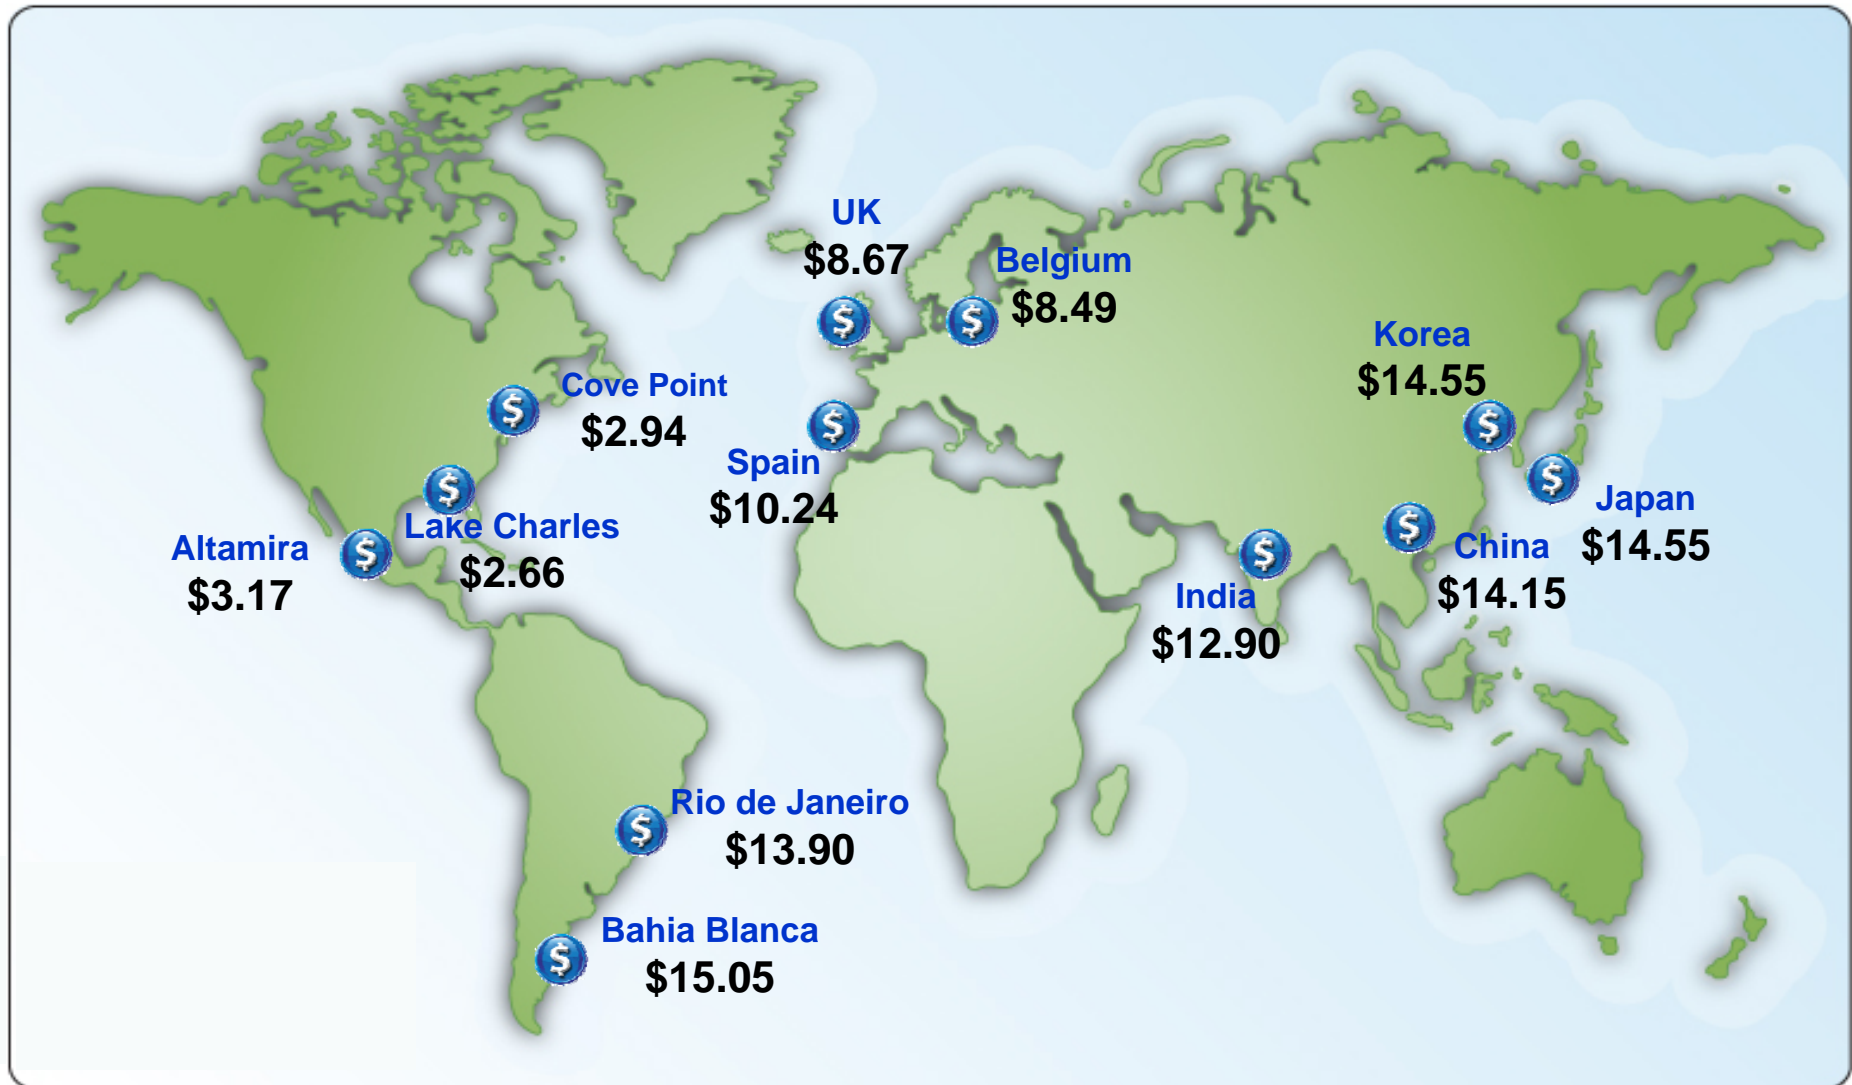 UK
$8.67
Belgium
$8.49
Korea
$14.55
Cove Point
$2.94
Spain
$10.24
Japan
$14.55
Lake Charles
$2.66
Altamira
$3.17
China
$14.15
India
$12.90
Rio de Janeiro
$13.90
Bahia Blanca
$15.05